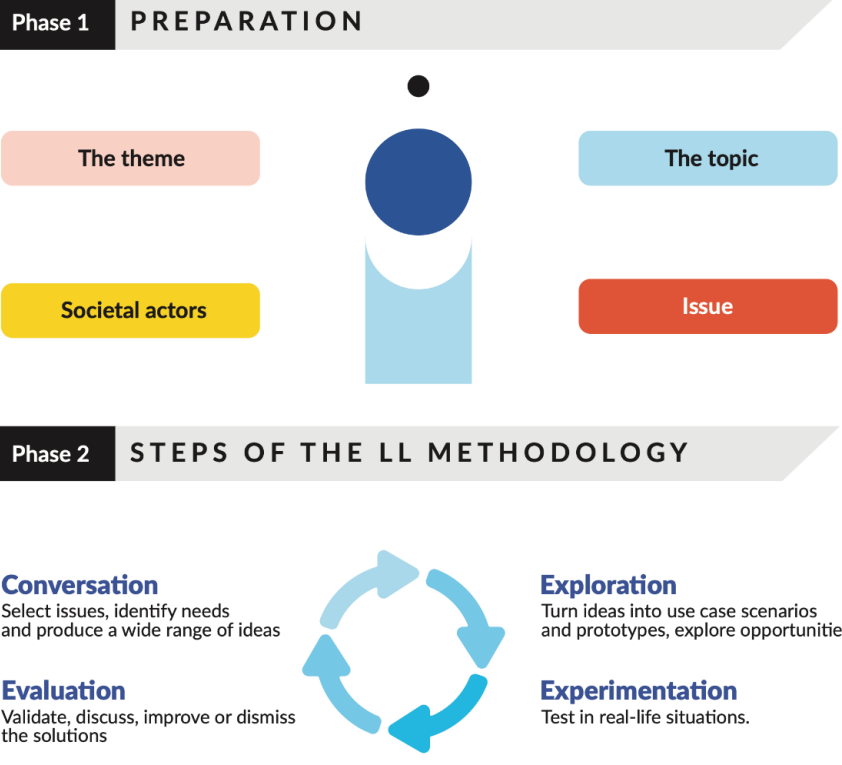 Phase 1 PREPARATION
The theme
The topic
Societal actors
Issue
Phase 2 STEPS OF THE LL METHODOLOGY
Conversation
Select issues, identify needs
and produce a wide range of ideas
Exploration
Turn ideas into use case scenarios
and prototypes, explore opportunitie
Evaluation
Validate, discuss, improve or dismiss
the solutions
Experimentation
Test in real-life situations.